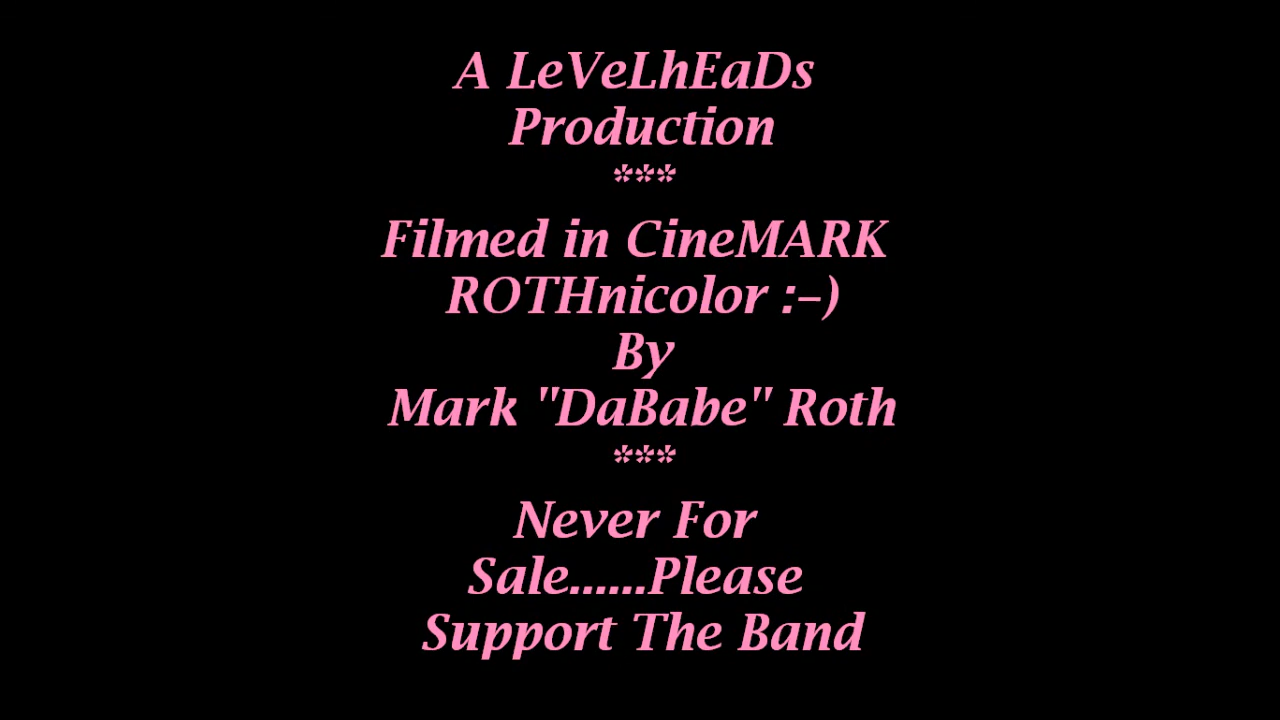 A LeVeLhEaDs
Production
***
Filmed in CineMARK
ROTHnicolor :-)
By
Mark "DaBabe" Roth
***
Never For
Sale......Please
Support The Band